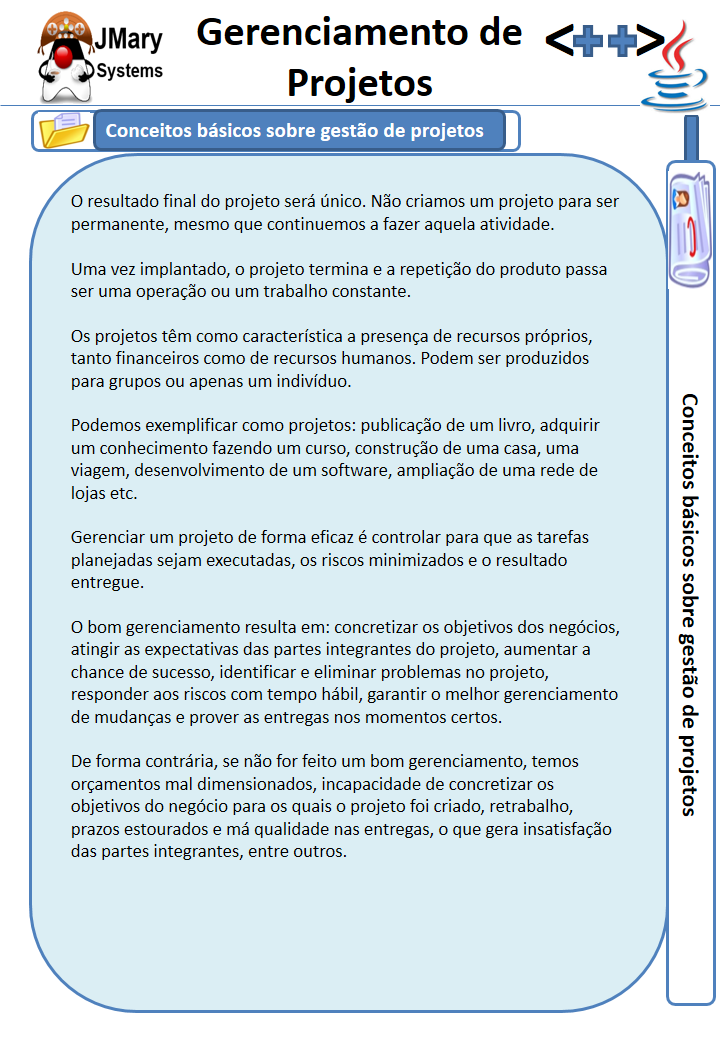 JMary
Systems
Gerenciamento de
Projetos
<++>
Conceitos básicos sobre gestão de projetos
O resultado final do projeto será único. Não criamos um projeto para ser
permanente, mesmo que continuemos a fazer aquela atividade.
Uma vez implantado, o projeto termina e a repetição do produto passa
ser uma operação ou um trabalho constante.
Os projetos têm como característica a presença de recursos próprios,
tanto financeiros como de recursos humanos. Podem ser produzidos
para grupos ou apenas um indivíduo.
Podemos exemplificar como projetos: publicação de um livro, adquirir
um conhecimento fazendo um curso, construção de uma casa, uma
viagem, desenvolvimento de um software, ampliação de uma rede de
lojas etc.
Gerenciar um projeto de forma eficaz é controlar para que as tarefas
planejadas sejam executadas, os riscos minimizados e o resultado
entregue.
O bom gerenciamento resulta em: concretizar os objetivos dos negócios,
atingir as expectativas das partes integrantes do projeto, aumentar a
chance de sucesso, identificar e eliminar problemas no projeto,
responder aos riscos com tempo hábil, garantir o melhor gerenciamento
de mudanças e prover as entregas nos momentos certos.
De forma contrária, se não for feito um bom gerenciamento, temos
orçamentos mal dimensionados, incapacidade de concretizar os
objetivos do negócio para os quais o projeto foi criado, retrabalho,
prazos estourados e má qualidade nas entregas, o que gera insatisfação
das partes integrantes, entre outros.
Conceitos básicos sobre gestão de projetos